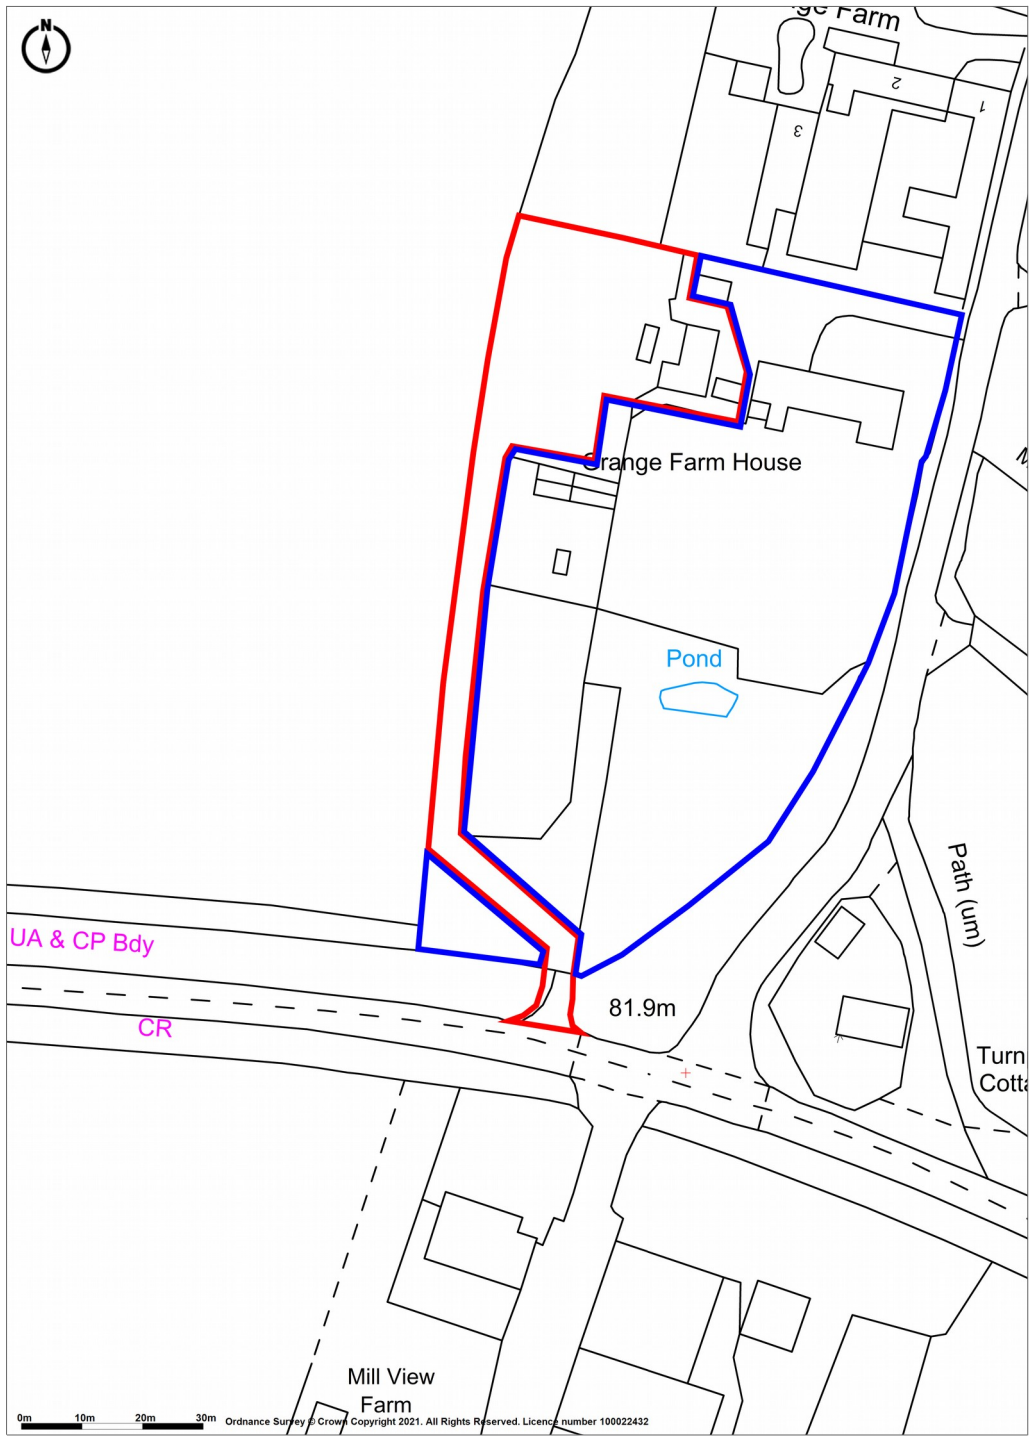 N
Farm
2
1
3
Grange Farm House
Pond
UA & CP Bdy
CR
81.9m
Path (um)
Turn
Cott
Mill View
Farm
0m 10m 20m 30m
Ordnance Survey © Crown Copyright 2021. All Rights Reserved. Licence number 100022432